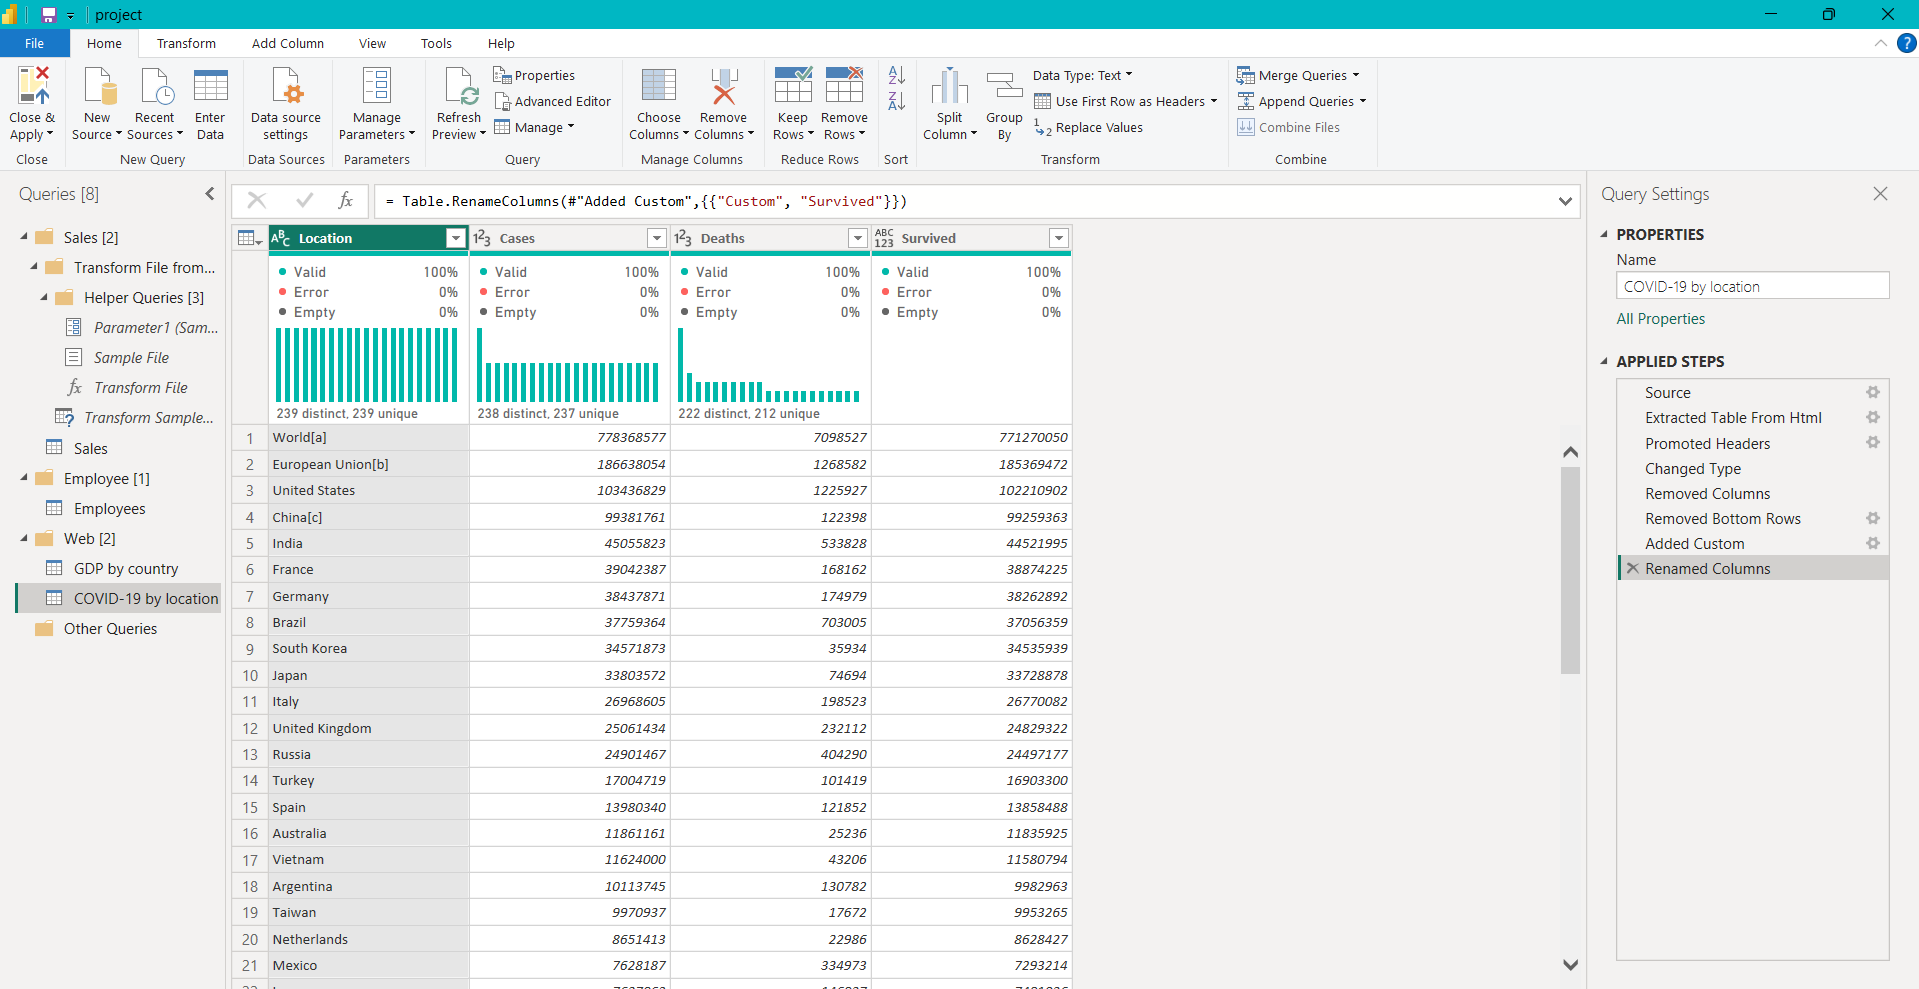 project
File Home Transform Add Column View Tools Help ?
Close & Apply
Close
New Source
Recent Sources
Enter Data
New Query
Data source settings
Data Sources
Manage Parameters
Parameters
Refresh Preview
Properties
Advanced Editor
Manage
Query
Choose Columns
Remove Columns
Manage Columns
Keep Rows
Remove Rows
Reduce Rows
Sort
Split Column
Group By
Data Type: Text
Use First Row as Headers
Replace Values
Transform
Merge Queries
Append Queries
Combine Files
Combine
Queries [8]
Sales [2]
Transform File from...
Helper Queries [3]
Parameter1 (Sam...
Sample File
fx Transform File
Transform Sample...
Sales
Employee [1]
Employees
Web [2]
GDP by country
COVID-19 by location
Other Queries
fx = Table.RenameColumns(#"Added Custom",{{"Custom", "Survived"}})
ABC Location 123 Cases 123 Deaths ABC 123 Survived
Valid 100% Valid 100% Valid 100% Valid 100%
Error 0% Error 0% Error 0% Error 0%
Empty 0% Empty 0% Empty 0% Empty 0%
239 distinct, 239 unique 238 distinct, 237 unique 222 distinct, 212 unique
1 World[a] 778368577 7098527 771270050
2 European Union[b] 186638054 1268582 185369472
3 United States 103436829 1225927 102210902
4 China[c] 99381761 122398 99259363
5 India 45055823 533828 44521995
6 France 39042387 168162 38874225
7 Germany 38437871 174979 38262892
8 Brazil 37759364 703005 37056359
9 South Korea 34571873 35934 34535939
10 Japan 33803572 74694 33728878
11 Italy 26968605 198523 26770082
12 United Kingdom 25061434 232112 24829322
13 Russia 24901467 404290 24497177
14 Turkey 17004719 101419 16903300
15 Spain 13980340 121852 13858488
16 Australia 11861161 25236 11835925
17 Vietnam 11624000 43206 11580794
18 Argentina 10113745 130782 9982963
19 Taiwan 9970937 17672 9953265
20 Netherlands 8651413 22986 8628427
21 Mexico 7628187 334973 7293214
Query Settings
PROPERTIES
Name
COVID-19 by location
All Properties
APPLIED STEPS
Source
Extracted Table From Html
Promoted Headers
Changed Type
Removed Columns
Removed Bottom Rows
Added Custom
Renamed Columns